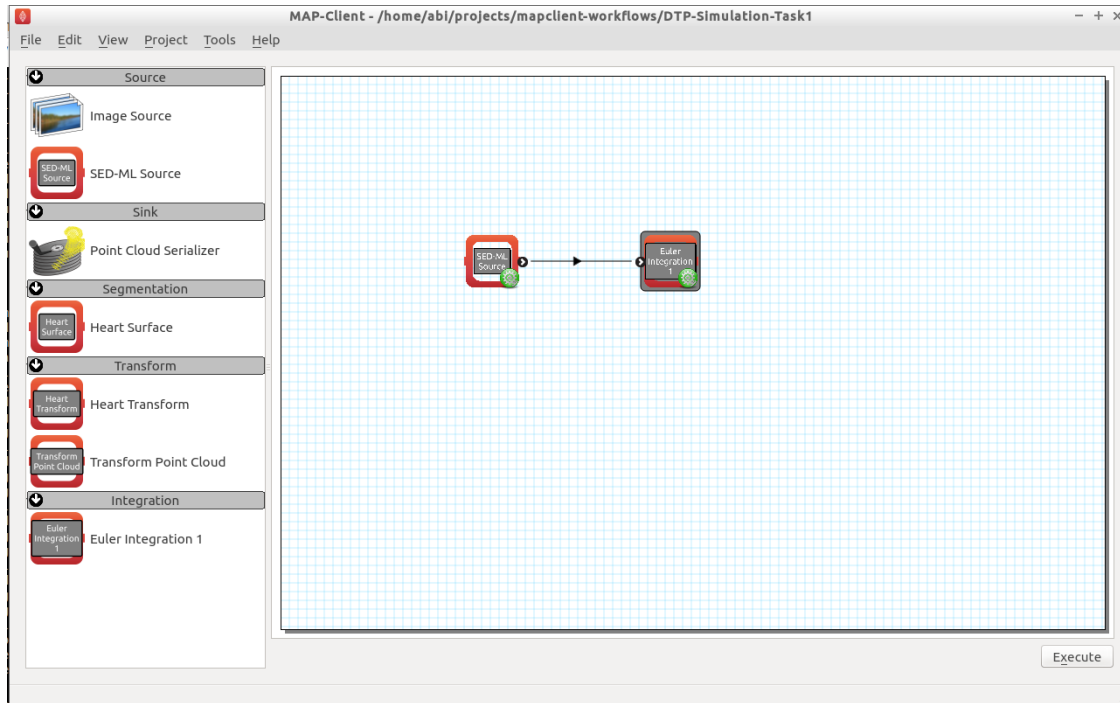 MAP-Client - /home/abi/projects/mapclient-workflows/DTP-Simulation-Task1
File Edit View Project Tools Help
Source
Image Source
SED-ML
Source
SED-ML Source
Sink
Point Cloud Serializer
Segmentation
Heart
Surface
Heart Surface
Transform
Heart
Transform
Heart Transform
Transform
Point Cloud
Transform Point Cloud
Integration
Euler
Integration
1
Euler Integration 1
SED-ML
Source
Euler
Integration
1
Execute